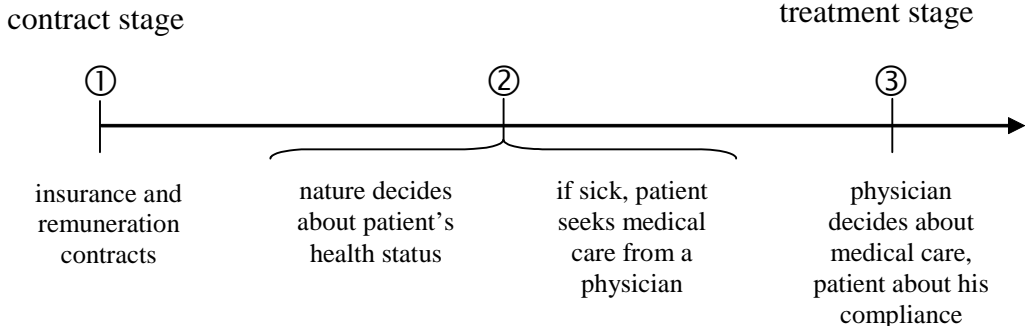 contract stage
treatment stage
①
②
③
insurance and
remuneration
contracts
nature decides
about patient’s
health status
if sick, patient
seeks medical
care from a
physician
physician
decides about
medical care,
patient about his
compliance